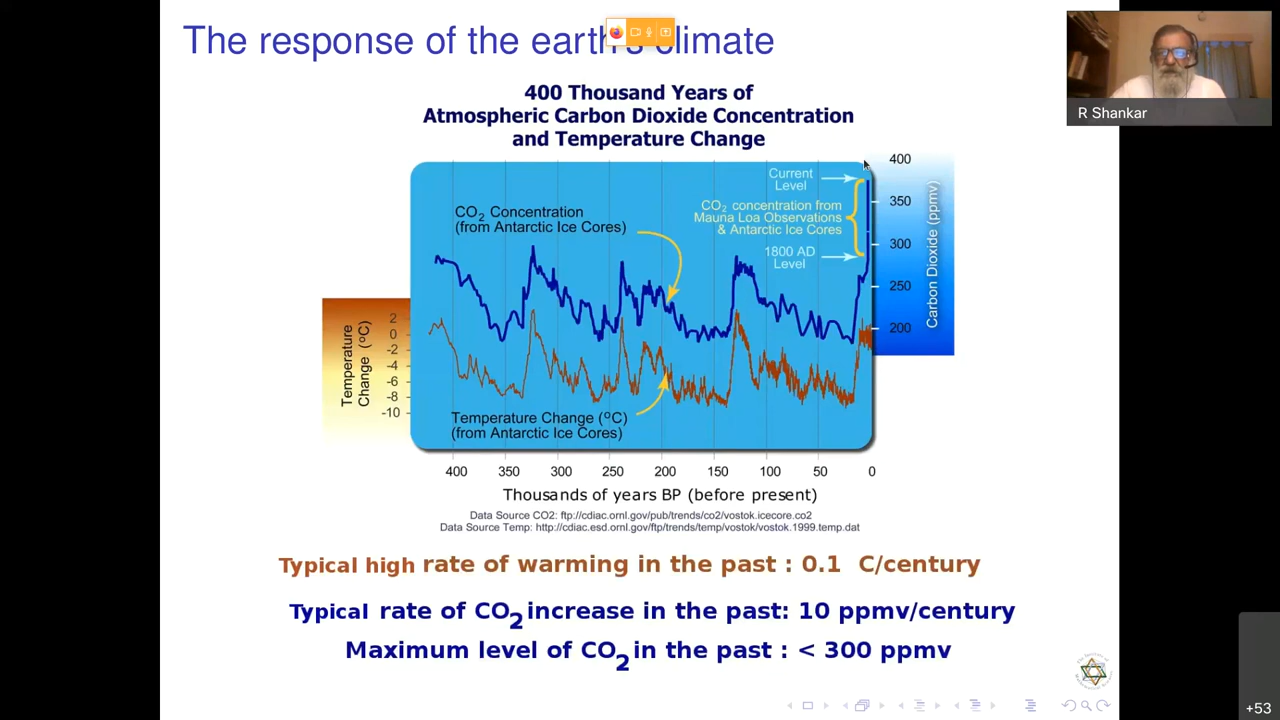 The response of the earth's climate
R Shankar
400 Thousand Years of
Atmospheric Carbon Dioxide Concentration
and Temperature Change
Current
Level
CO2 concentration from
Mauna Loa Observations
& Antarctic Ice Cores
1800 AD
Level
CO2 Concentration
(from Antarctic Ice Cores)
400
350
300
250
200
Carbon Dioxide (ppmv)
Temperature
Change (ºC)
2
0
-2
-4
-6
-8
-10
Temperature Change (ºC)
(from Antarctic Ice Cores)
400 350 300 250 200 150 100 50 0
Thousands of years BP (before present)
Data Source CO2: ftp://cdiac.ornl.gov/pub/trends/co2/vostok.icecore.co2
Data Source Temp: http://cdiac.esd.ornl.gov/ftp/trends/temp/vostok/vostok.1999.temp.dat
Typical high rate of warming in the past : 0.1 C/century
Typical rate of CO2 increase in the past: 10 ppmv/century
Maximum level of CO2 in the past : < 300 ppmv
+53